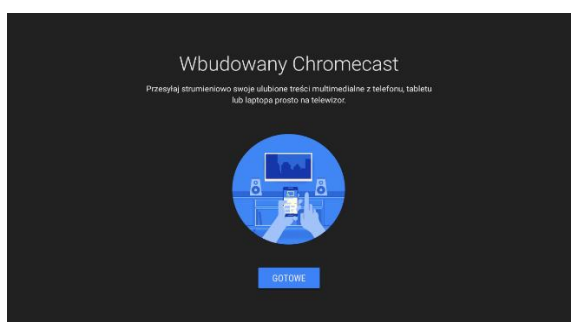 Wbudowany Chromecast
Przesyłaj strumieniowo swoje ulubione treści multimedialne z telefonu, tabletu
lub laptopa prosto na telewizor.
GOTOWE